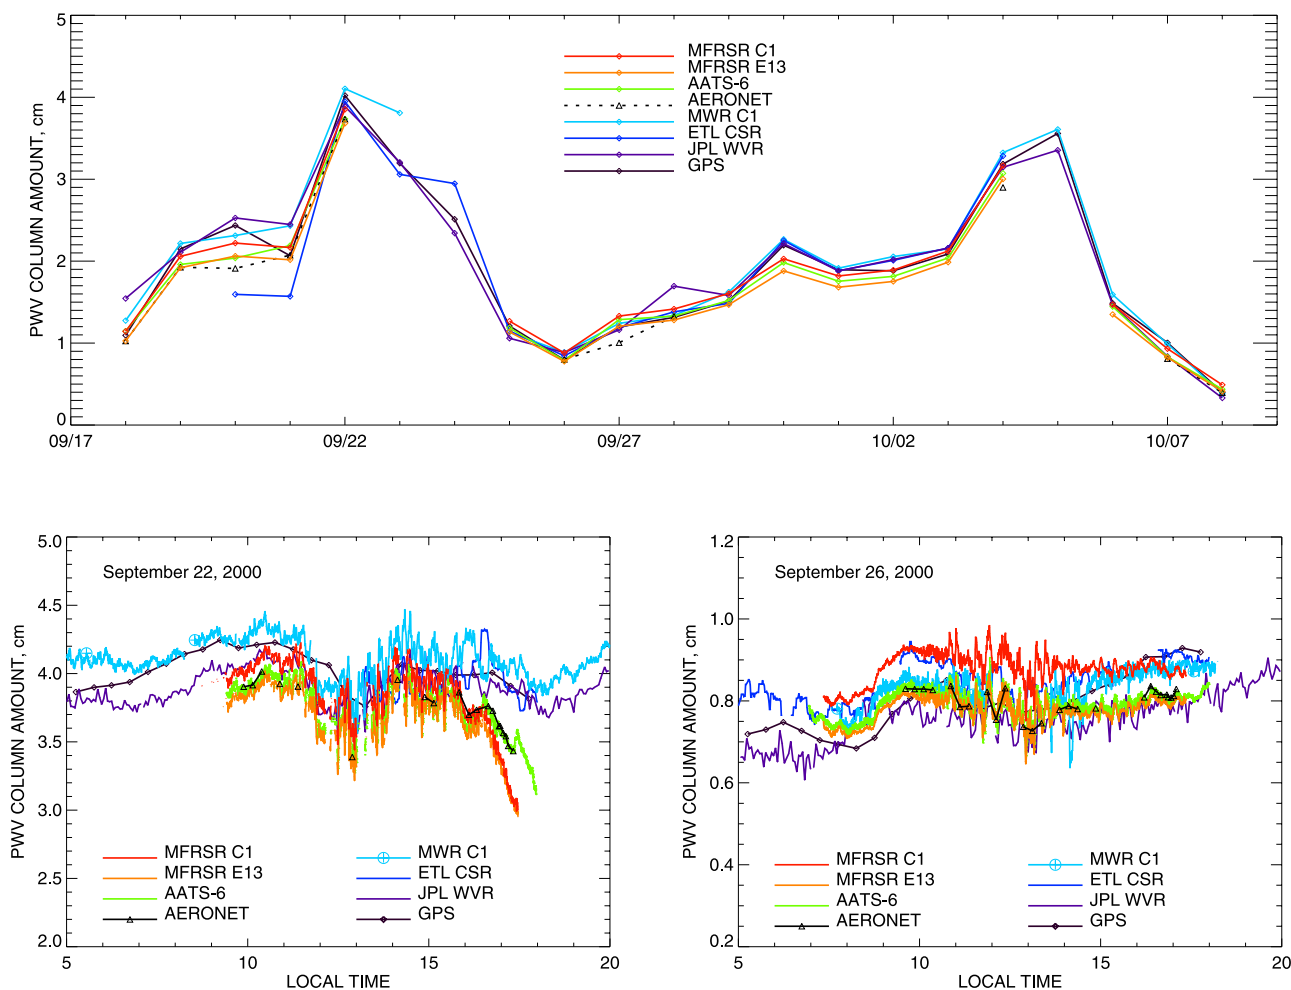 5
4
3
2
1
0
PWV COLUMN AMOUNT, cm
MFRSR C1
MFRSR E13
AATS-6
AERONET
MWR C1
ETL CSR
JPL WVR
GPS
09/17 09/22 09/27 10/02 10/07
5.0
4.5
4.0
3.5
3.0
2.5
2.0
PWV COLUMN AMOUNT, cm
September 22, 2000
MFRSR C1 MWR C1
MFRSR E13 ETL CSR
AATS-6 JPL WVR
AERONET GPS
5 10 15 20
LOCAL TIME
1.2
1.0
0.8
0.6
0.4
0.2
PWV COLUMN AMOUNT, cm
September 26, 2000
MFRSR C1 MWR C1
MFRSR E13 ETL CSR
AATS-6 JPL WVR
AERONET GPS
5 10 15 20
LOCAL TIME